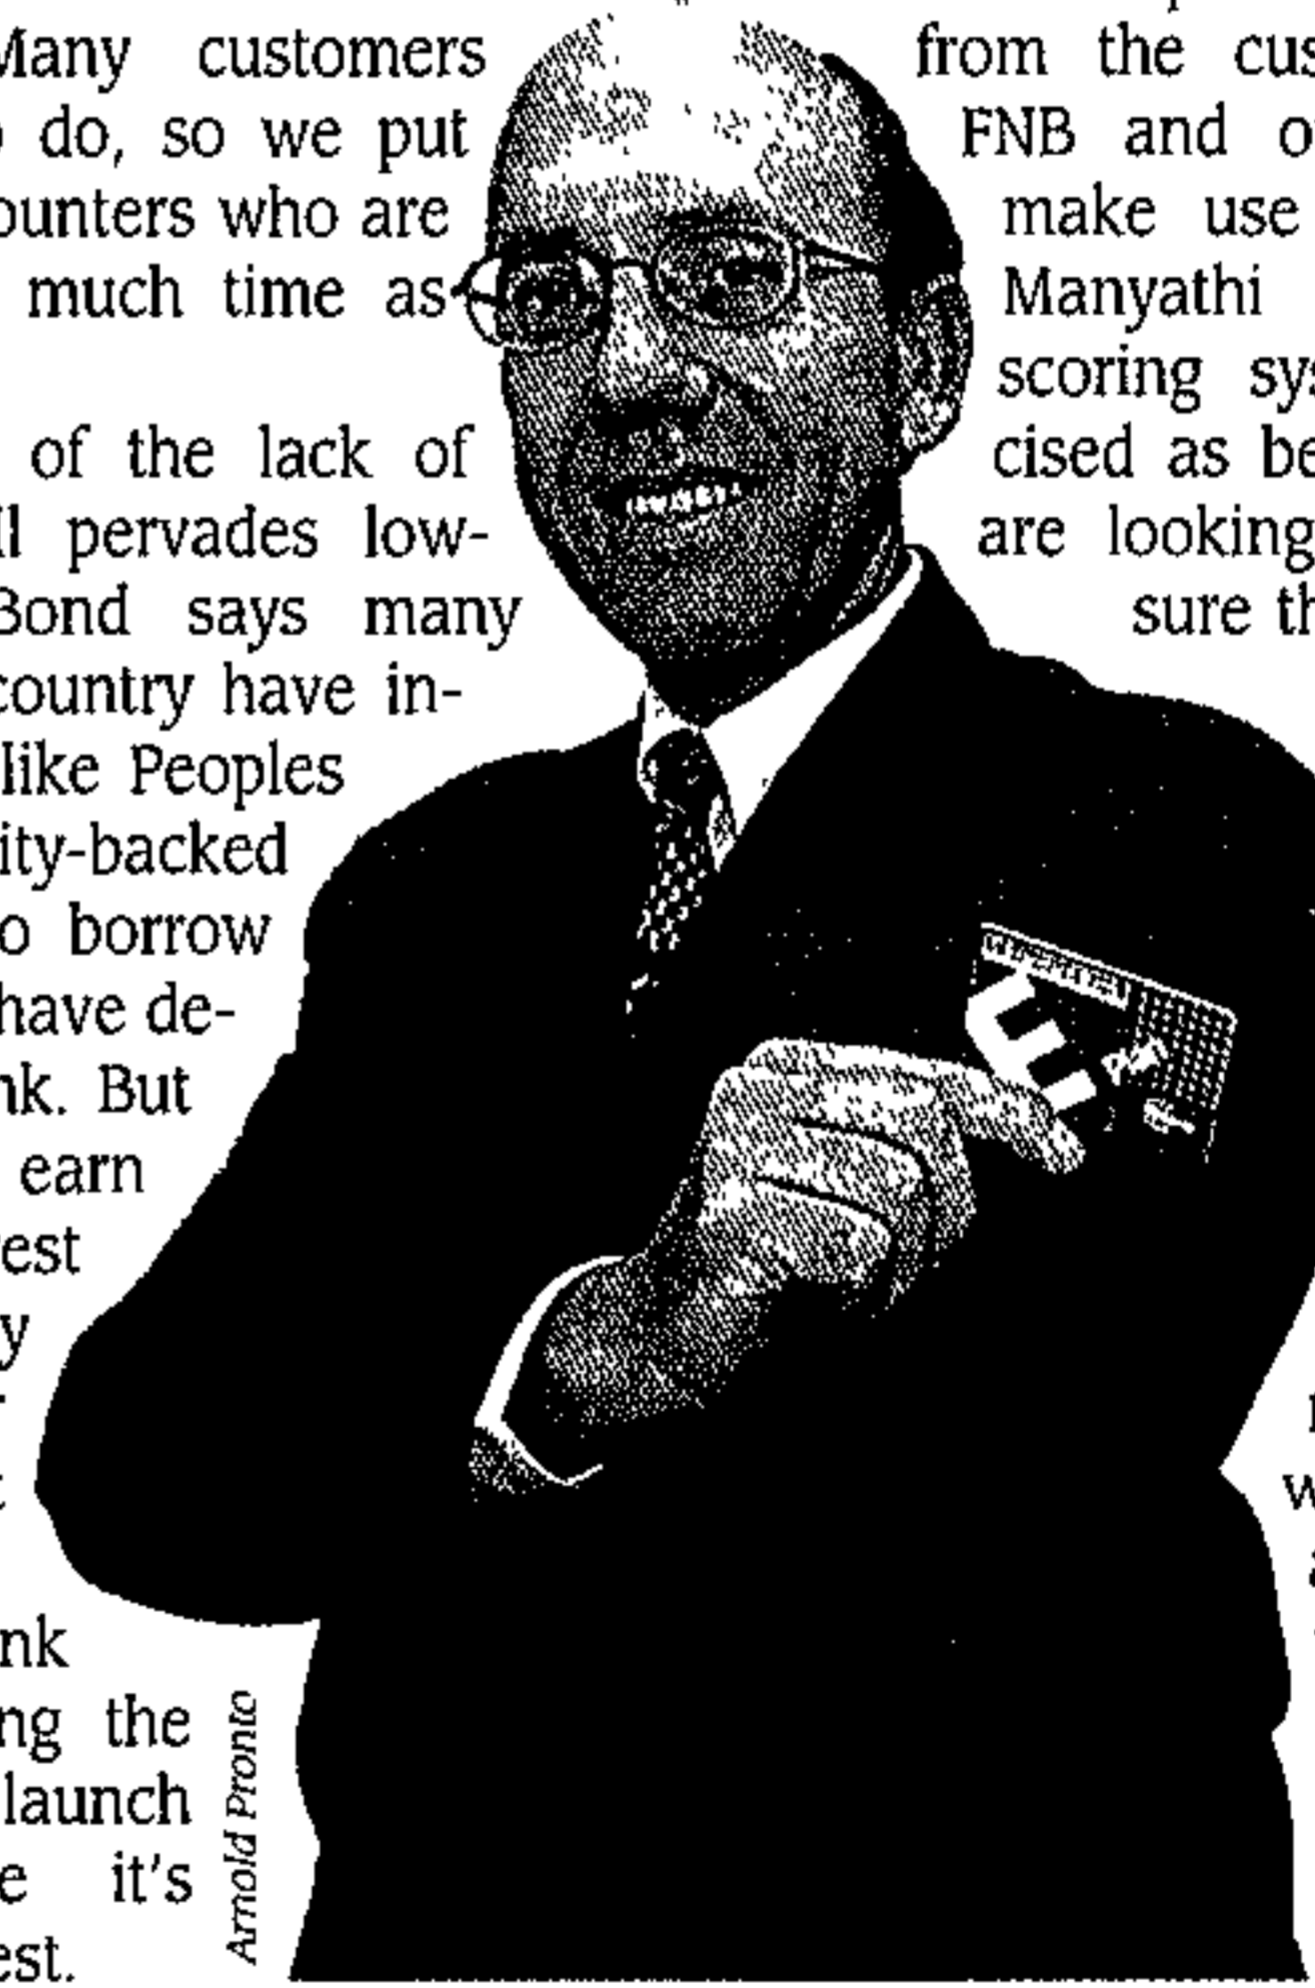 Many customers
do, so we put
ounters who are
much time as
of the lack of
pervades low-
Bond says many
country have in-
like Peoples
ity-backed
o borrow
have de-
nk. But
earn
est
y
nk
ng the
launch
e it's
est.
Arnold Pronto
from the cus
FNB and o
make use
Manyathi
scoring sys
cised as be
are looking
sure th
w